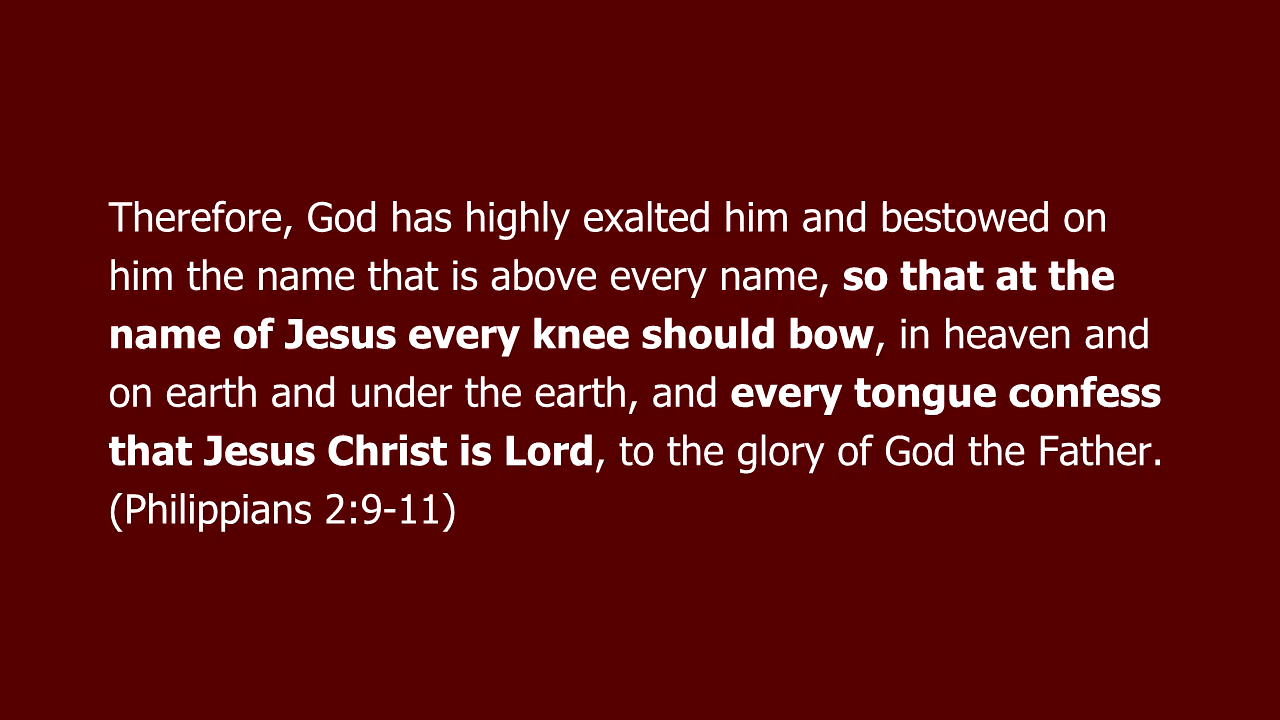 Therefore, God has highly exalted him and bestowed on
him the name that is above every name, so that at the
name of Jesus every knee should bow, in heaven and
on earth and under the earth, and every tongue confess
that Jesus Christ is Lord, to the glory of God the Father.
(Philippians 2:9-11)